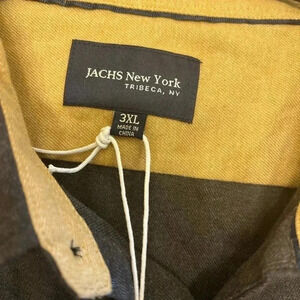 JACHS New York
TRIBECA, NY
3XL
MADE IN
CHINA